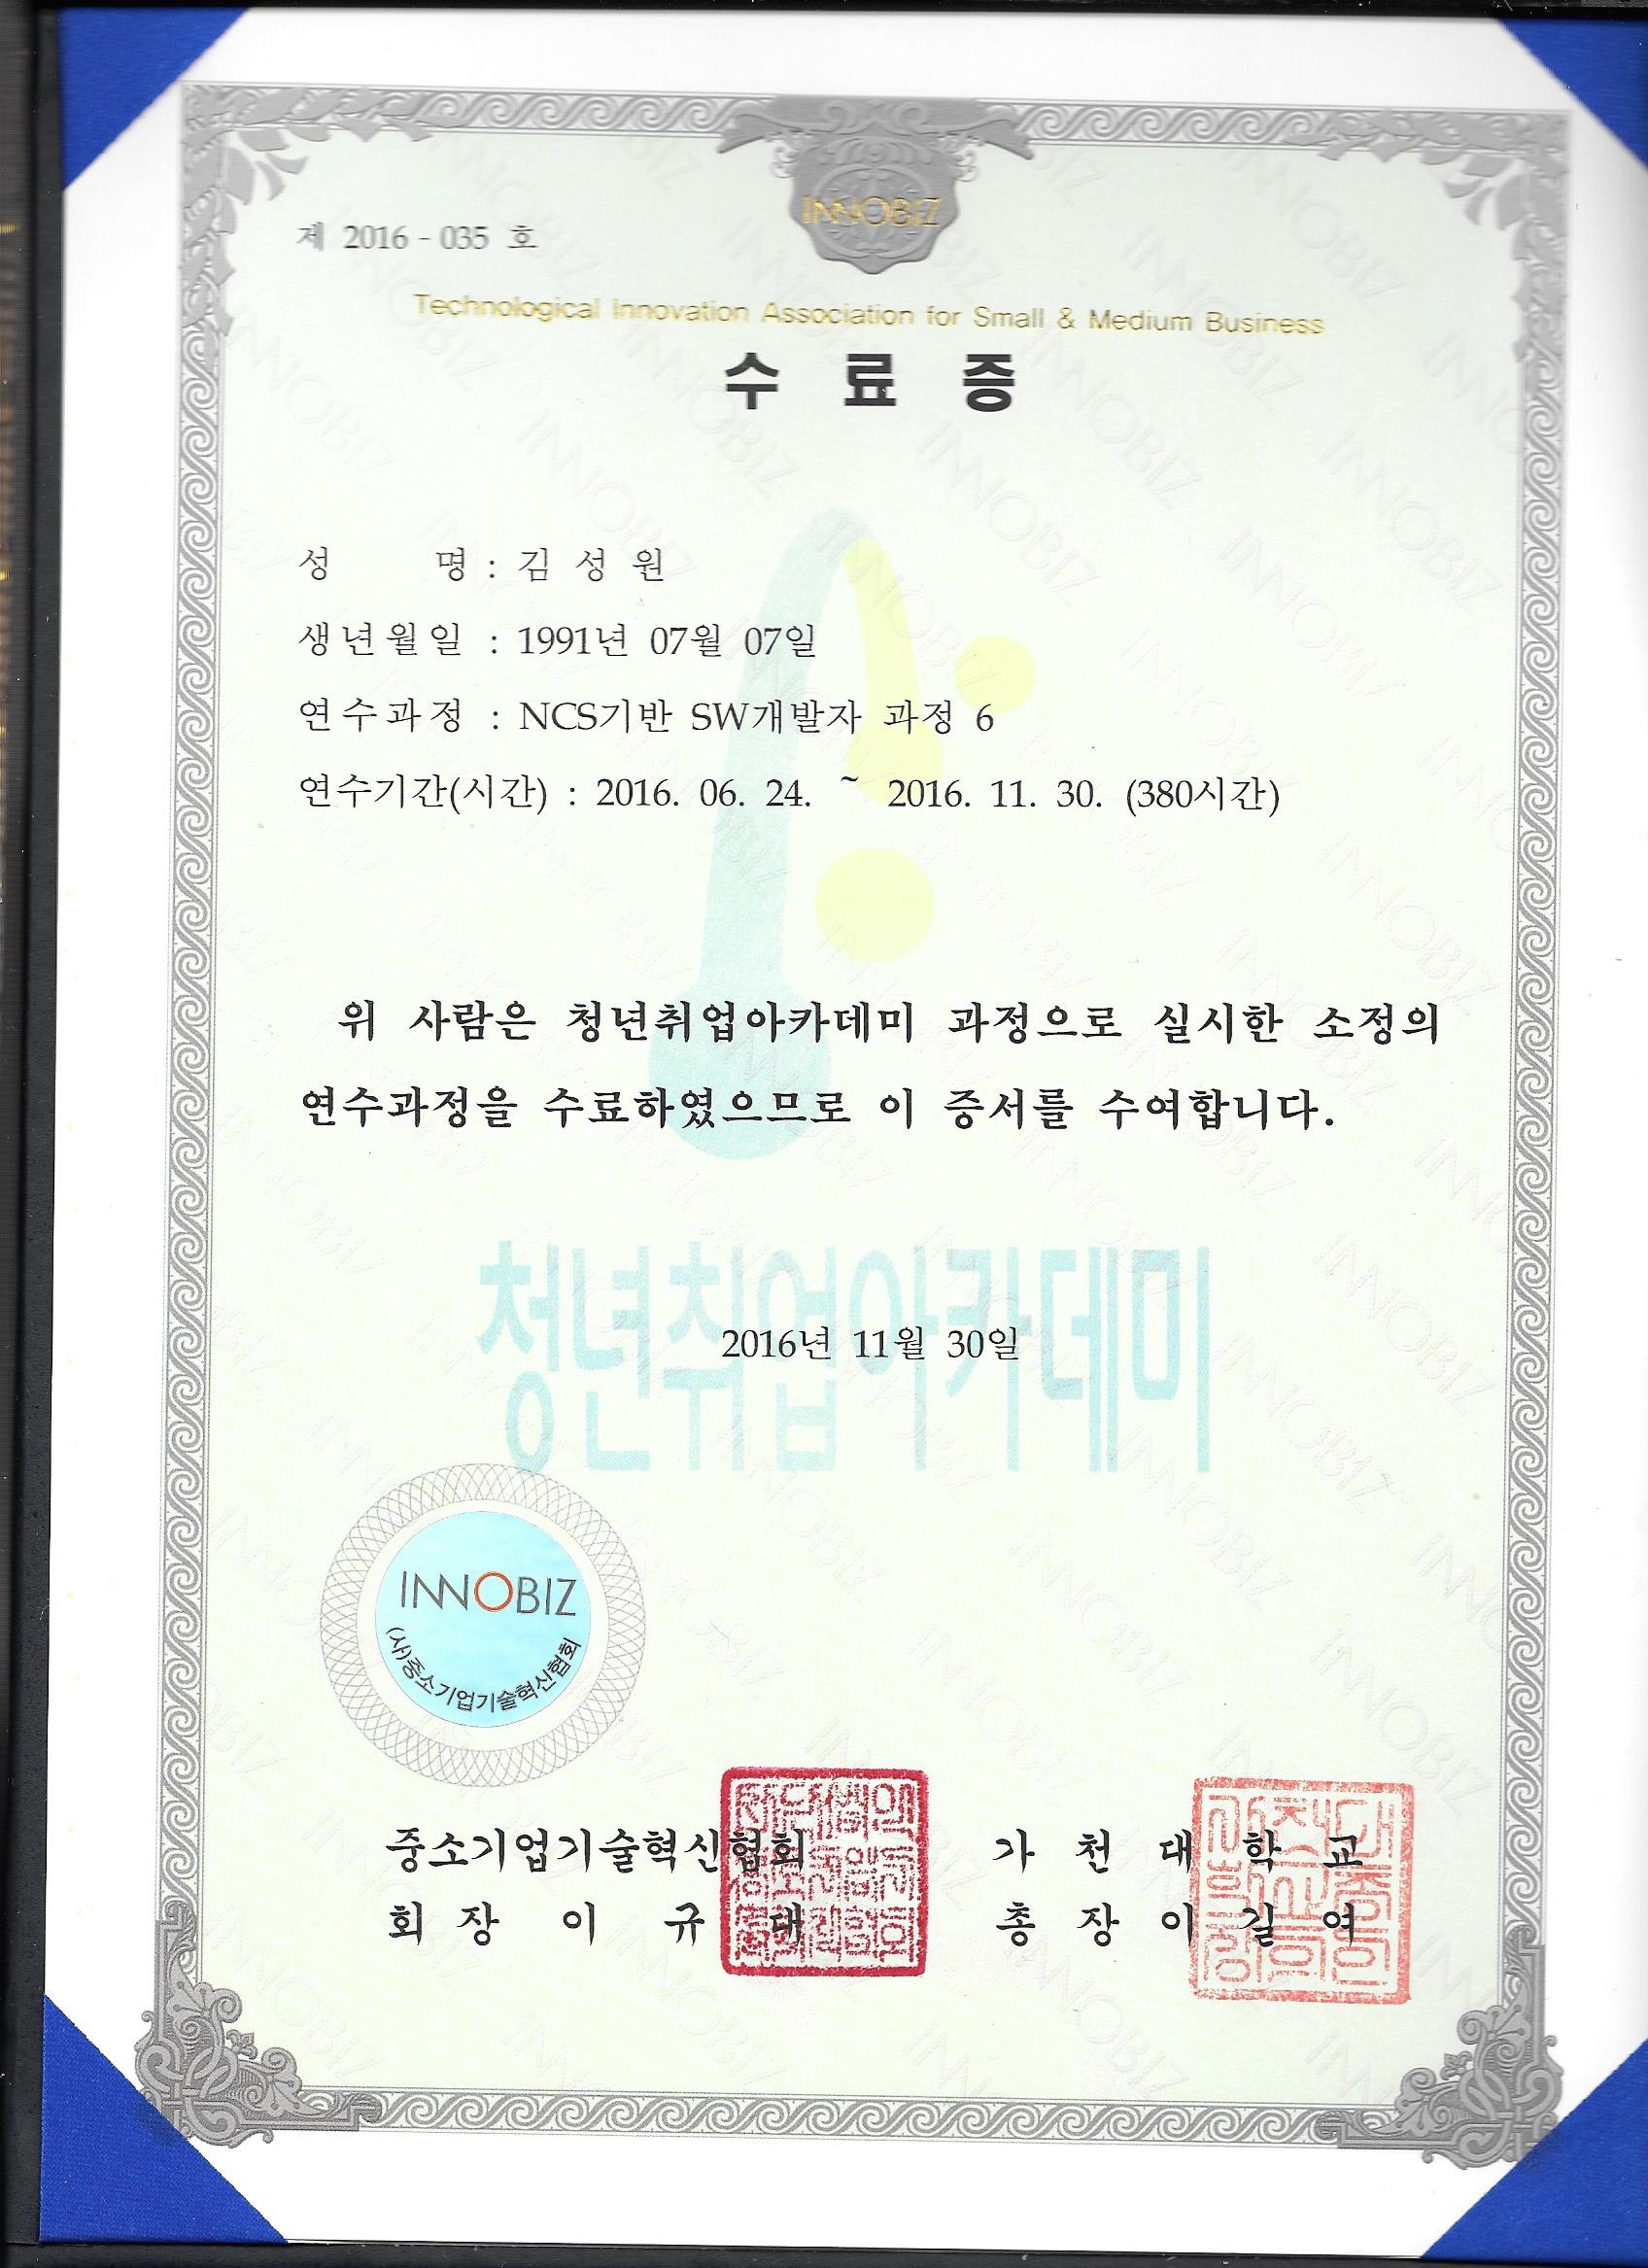 INNOBIZ
제 2016 - 035 호
Technological Innovation Association for Small & Medium Business
수 료 증
성 명 : 김 성 원
생년월일 : 1991년 07월 07일
연수과정 : NCS기반 SW개발자 과정 6
연수기간(시간) : 2016. 06. 24. ~ 2016. 11. 30. (380시간)
위 사람은 청년취업아카데미 과정으로 실시한 소정의
연수과정을 수료하였으므로 이 증서를 수여합니다.
청년취업아카데미
2016년 11월 30일
INNOBIZ
(사)중소기업기술혁신협회
중소기업기술혁신협회 가 천 대 학 교
회 장 이 규 대 총 장 이 길 여